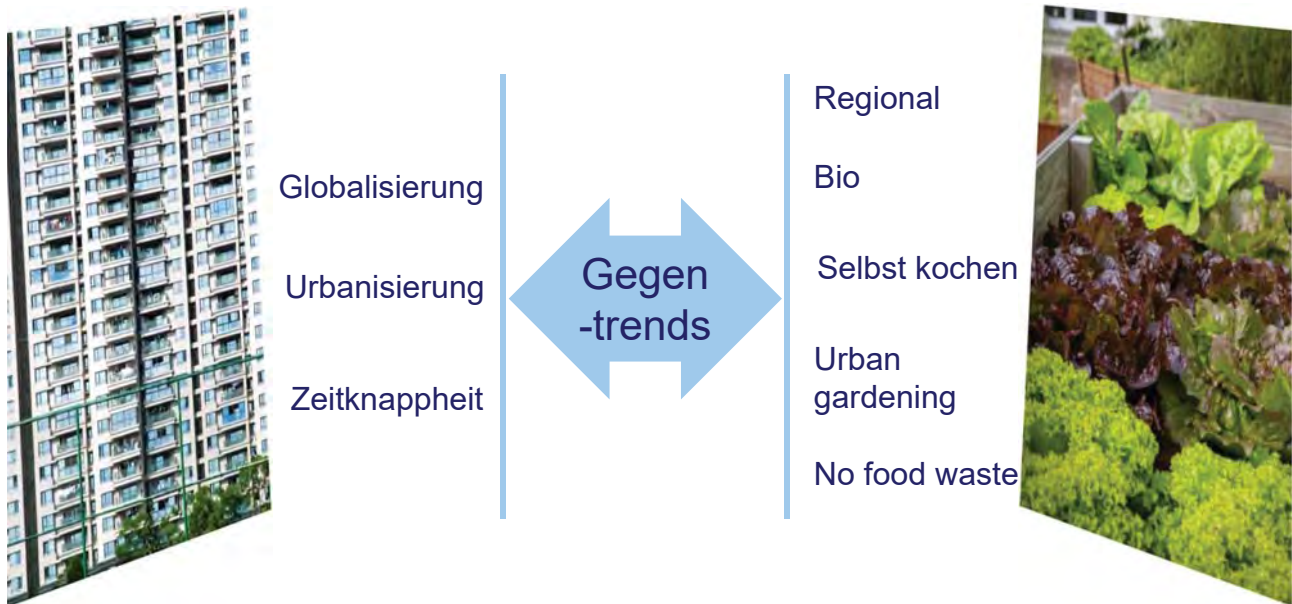 Globalisierung
Urbanisierung
Zeitknappheit
Gegen
-trends
Regional
Bio
Selbst kochen
Urban
gardening
No food waste